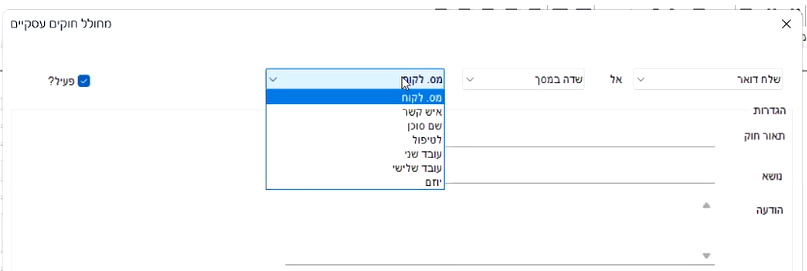 מחולל חוקים עסקיים
שלח דואר אל שדה במסך מס. לקוח פעיל?
מס. לקוח
איש קשר
שם סוכן
לטיפול
עובד שני
עובד שלישי
יוזם
הגדרות
תאור חוק
נושא
הודעה